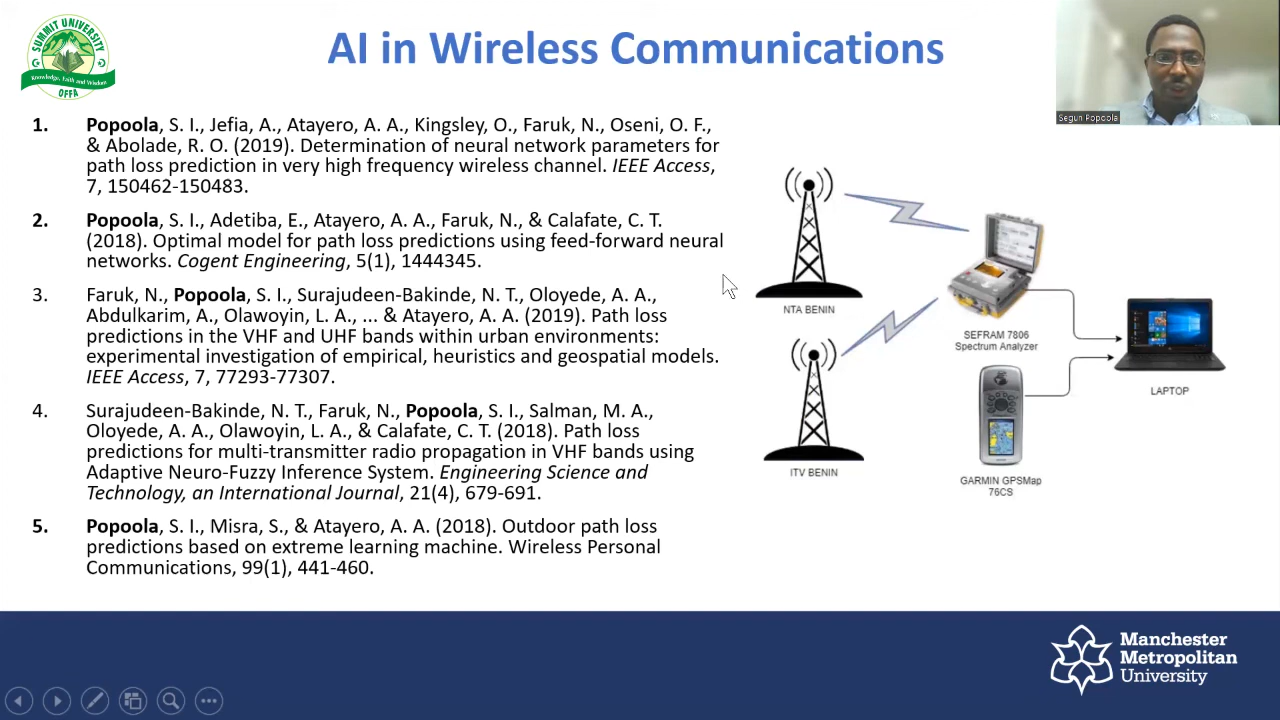 SUMMIT UNIVERSITY
Knowledge, Faith and Wisdom
OFFA
AI in Wireless Communications
Segun Popoola
1. Popoola, S. I., Jefia, A., Atayero, A. A., Kingsley, O., Faruk, N., Oseni, O. F.,
& Abolade, R. O. (2019). Determination of neural network parameters for
path loss prediction in very high frequency wireless channel. IEEE Access,
7, 150462-150483.
2. Popoola, S. I., Adetiba, E., Atayero, A. A., Faruk, N., & Calafate, C. T.
(2018). Optimal model for path loss predictions using feed-forward neural
networks. Cogent Engineering, 5(1), 1444345.
3. Faruk, N., Popoola, S. I., Surajudeen-Bakinde, N. T., Oloyede, A. A.,
Abdulkarim, A., Olawoyin, L. A., ... & Atayero, A. A. (2019). Path loss
predictions in the VHF and UHF bands within urban environments:
experimental investigation of empirical, heuristics and geospatial models.
IEEE Access, 7, 77293-77307.
4. Surajudeen-Bakinde, N. T., Faruk, N., Popoola, S. I., Salman, M. A.,
Oloyede, A. A., Olawoyin, L. A., & Calafate, C. T. (2018). Path loss
predictions for multi-transmitter radio propagation in VHF bands using
Adaptive Neuro-Fuzzy Inference System. Engineering Science and
Technology, an International Journal, 21(4), 679-691.
5. Popoola, S. I., Misra, S., & Atayero, A. A. (2018). Outdoor path loss
predictions based on extreme learning machine. Wireless Personal
Communications, 99(1), 441-460.
NTA BENIN
SEFRAM 7806
Spectrum Analyzer
LAPTOP
ITV BENIN
GARMIN GPSMap
76CS
Manchester
Metropolitan
University